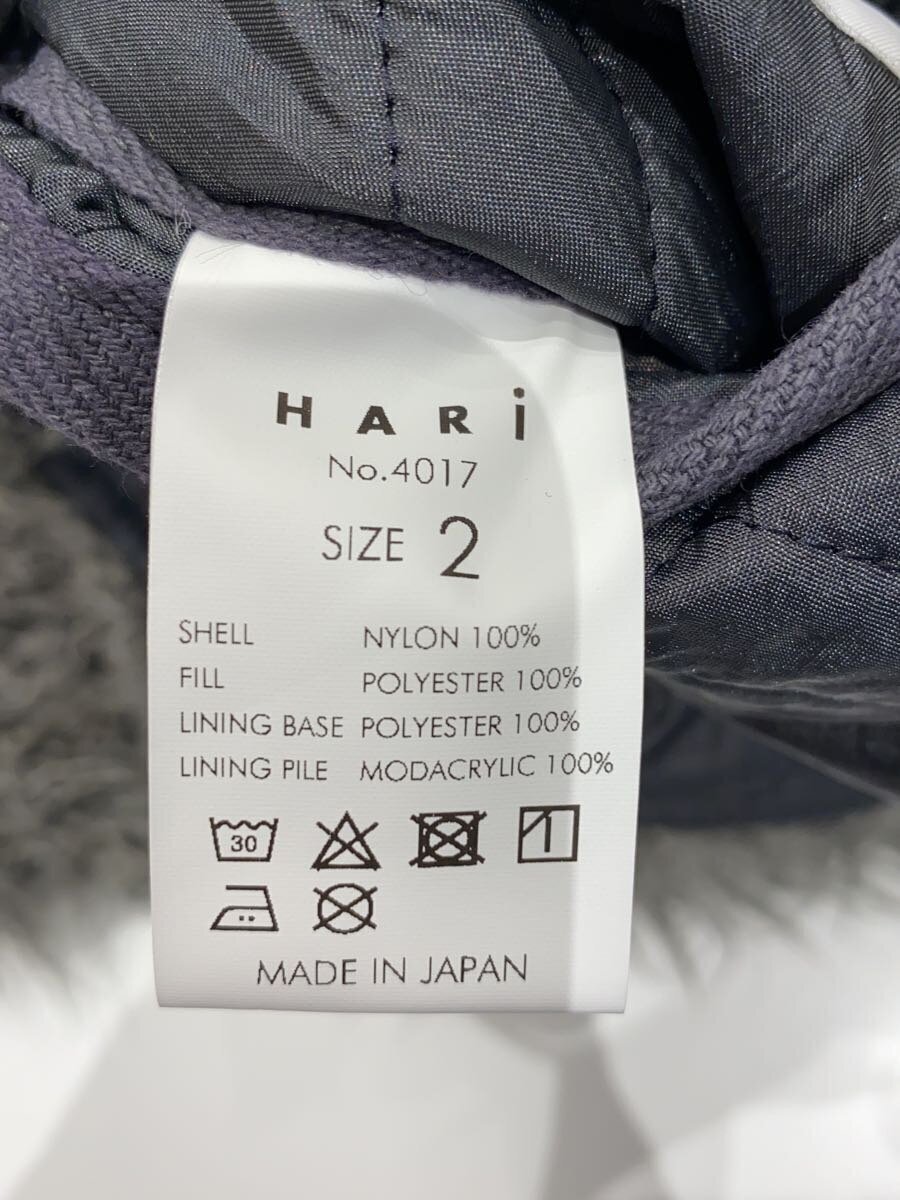 HARi
No.4017
SIZE 2
SHELL NYLON 100%
FILL POLYESTER 100%
LINING BASE POLYESTER 100%
LINING PILE MODACRYLIC 100%
30
MADE IN JAPAN